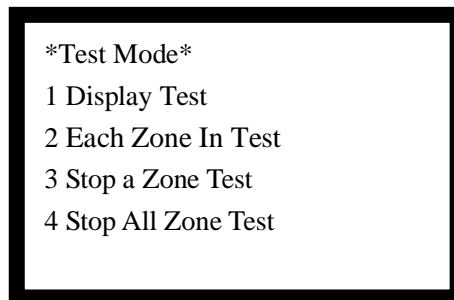 *Test Mode*
1 Display Test
2 Each Zone In Test
3 Stop a Zone Test
4 Stop All Zone Test